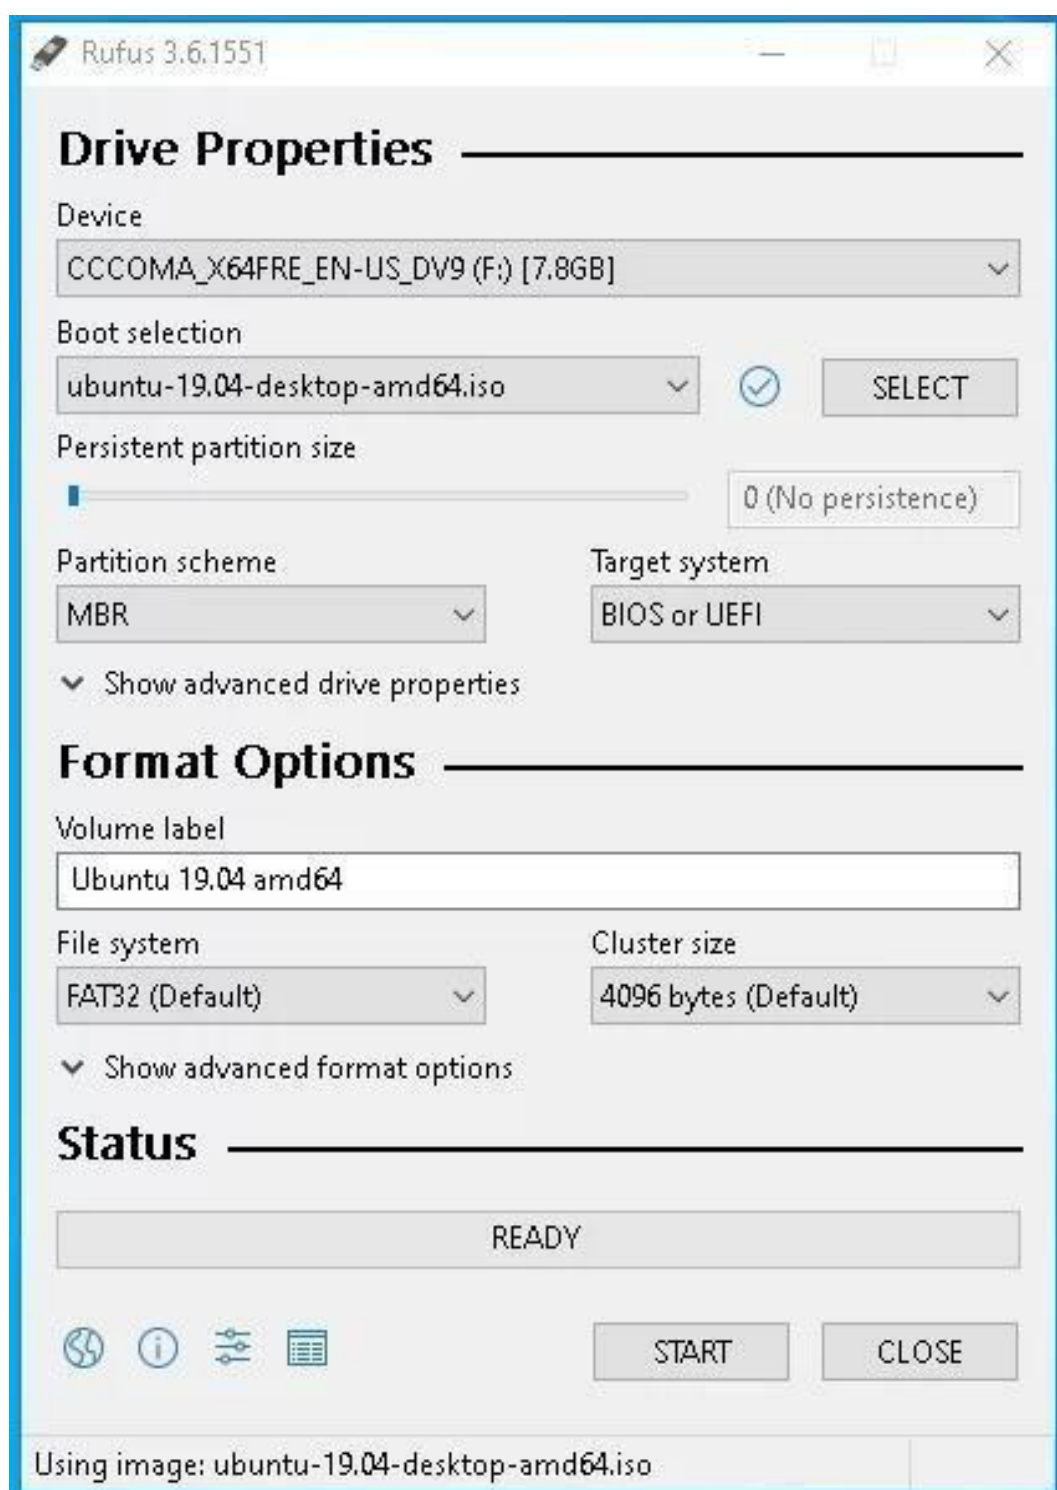 Rufus 3.6.1551
Drive Properties
Device
CCCOMA_X64FRE_EN-US_DV9 (F:) [7.8GB]
Boot selection
ubuntu-19.04-desktop-amd64.iso
SELECT
Persistent partition size
0 (No persistence)
Partition scheme
Target system
MBR
BIOS or UEFI
Show advanced drive properties
Format Options
Volume label
Ubuntu 19.04 amd64
File system
Cluster size
FAT32 (Default)
4096 bytes (Default)
Show advanced format options
Status
READY
START
CLOSE
Using image: ubuntu-19.04-desktop-amd64.iso